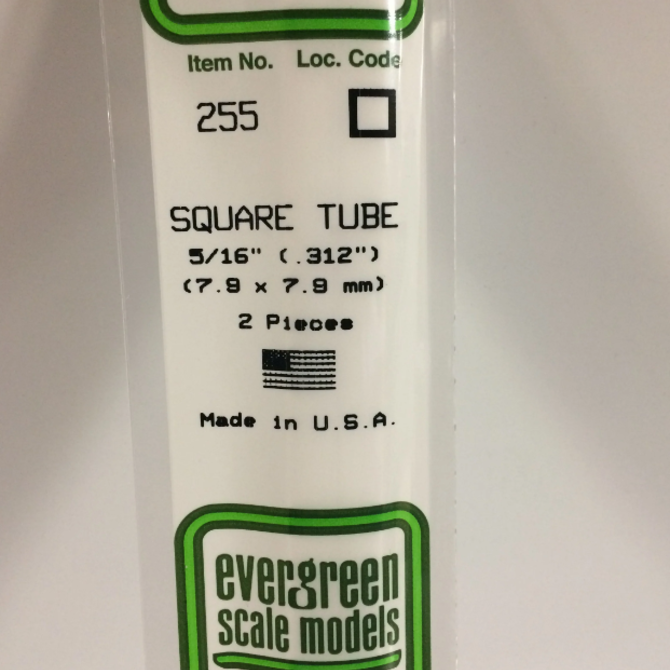 Item No. Loc. Code
255
SQUARE TUBE
5/16" (.312")
(7.9 x 7.9 mm)
2 Pieces
Made in U.S.A.
evergreen
scale models